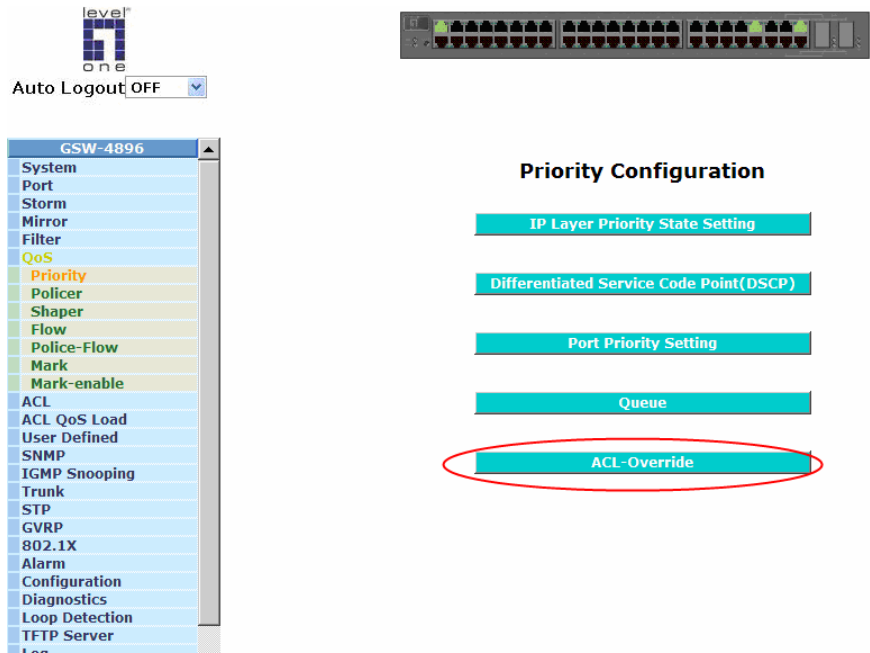 level
one
Auto Logout OFF
GSW-4896
System
Port
Storm
Mirror
Filter
QoS
Priority
Policer
Shaper
Flow
Police-Flow
Mark
Mark-enable
ACL
ACL QoS Load
User Defined
SNMP
IGMP Snooping
Trunk
STP
GVRP
802.1X
Alarm
Configuration
Diagnostics
Loop Detection
TFTP Server
Log
Priority Configuration
IP Layer Priority State Setting
Differentiated Service Code Point(DSCP)
Port Priority Setting
Queue
ACL-Override